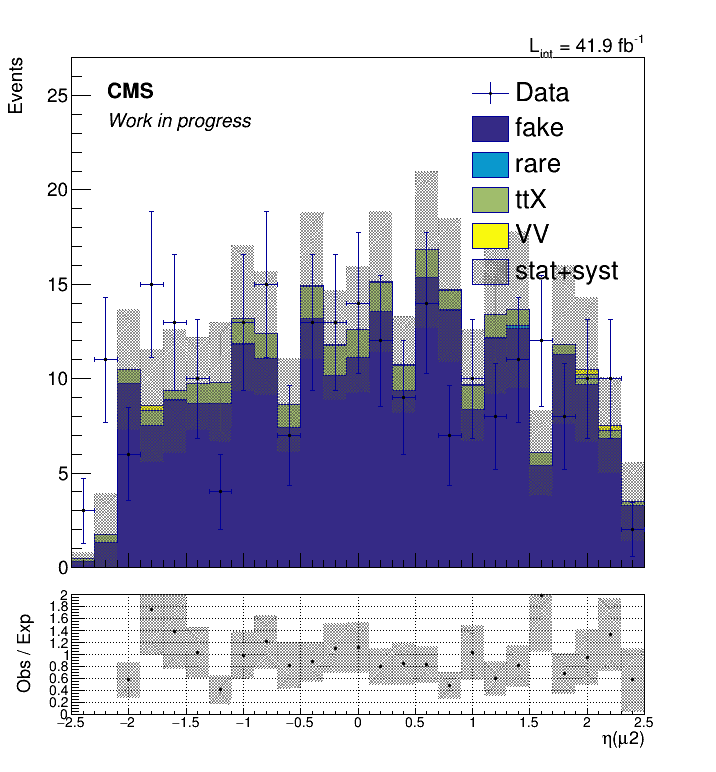 L_int = 41.9 fb^-1
Events
CMS
Work in progress
Data
fake
rare
ttX
VV
stat+syst
25
20
15
10
5
0
Obs / Exp
2
1.8
1.6
1.4
1.2
1
0.8
0.6
0.4
0.2
0
−2.5 −2 −1.5 −1 −0.5 0 0.5 1 1.5 2 2.5
η(μ2)